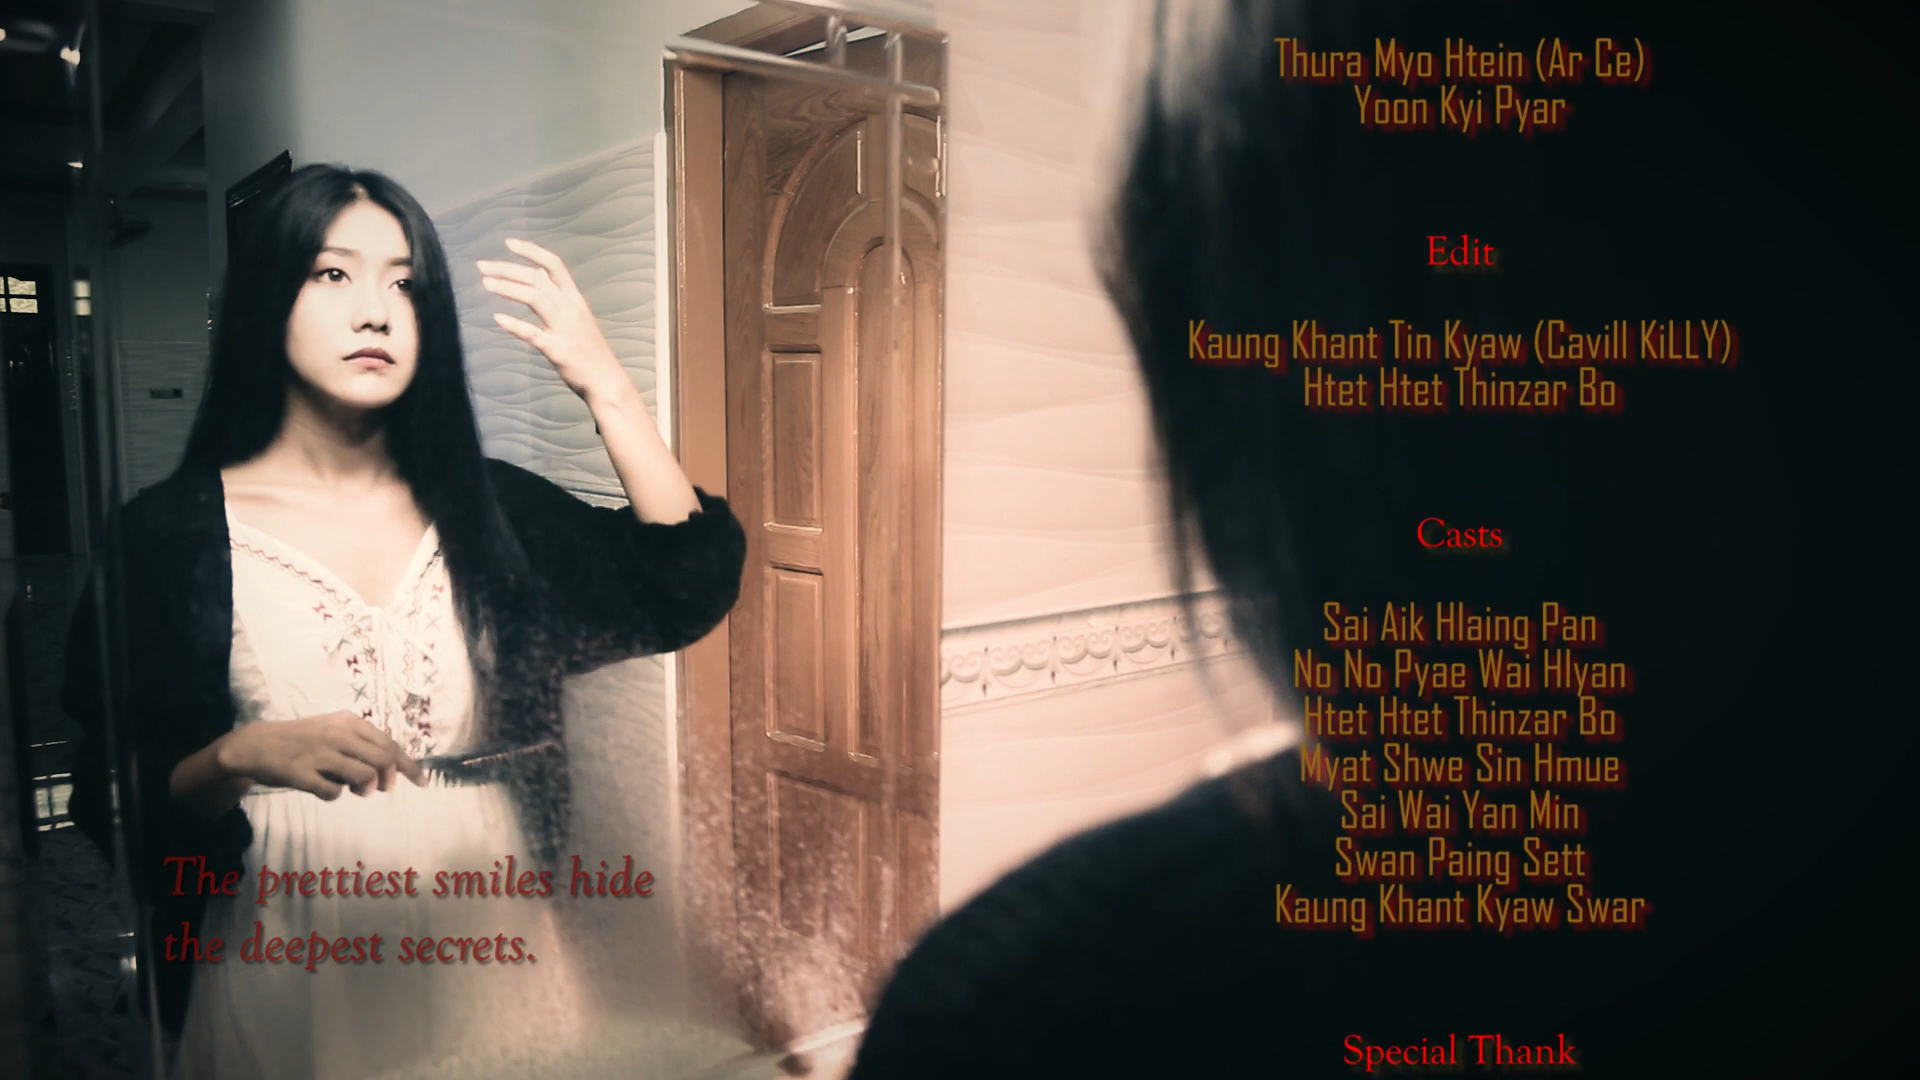 Thura Myo Htein (Ar Ce)
Yoon Kyi Pyar
Edit
Kaung Khant Tin Kyaw (Cavill KiLLY)
Htet Htet Thinzar Bo
Casts
Sai Aik Hlaing Pan
No No Pyae Wai Hlyan
Htet Htet Thinzar Bo
Myat Shwe Sin Hmue
Sai Wai Yan Min
Swan Paing Sett
Kaung Khant Kyaw Swar
Special Thank
The prettiest smiles hide
the deepest secrets.